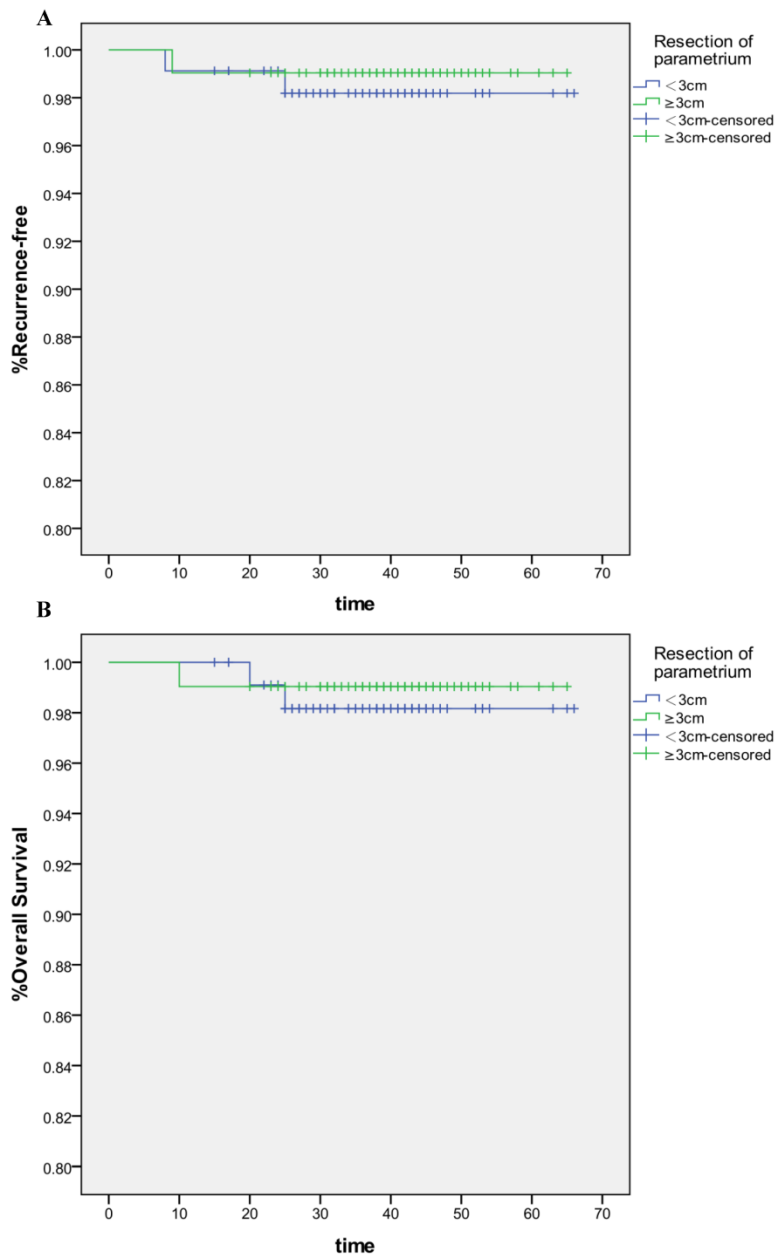 A
Resection of
parametrium
<3cm
≥3cm
<3cm-censored
≥3cm-censored
%Recurrence-free
1.00
0.98
0.96
0.94
0.92
0.90
0.88
0.86
0.84
0.82
0.80
0 10 20 30 40 50 60 70
time
B
Resection of
parametrium
<3cm
≥3cm
<3cm-censored
≥3cm-censored
%Overall Survival
1.00
0.98
0.96
0.94
0.92
0.90
0.88
0.86
0.84
0.82
0.80
0 10 20 30 40 50 60 70
time